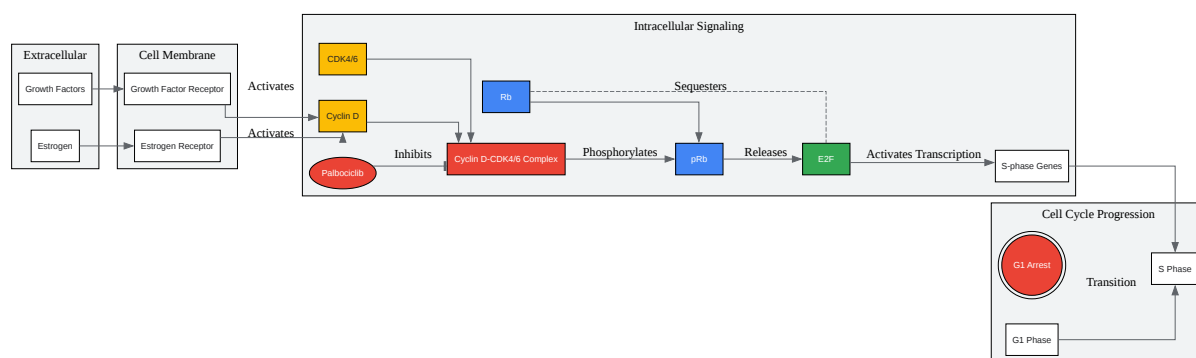 Intracellular Signaling
Extracellular
Cell Membrane
CDK4/6
Growth Factors
Growth Factor Receptor
Activates
Rb
Sequesters
Cyclin D
Estrogen
Estrogen Receptor
Activates
Palbociclib
Inhibits
Cyclin D-CDK4/6 Complex
Phosphorylates
pRb
Releases
E2F
Activates Transcription
S-phase Genes
Cell Cycle Progression
G1 Arrest
S Phase
Transition
G1 Phase